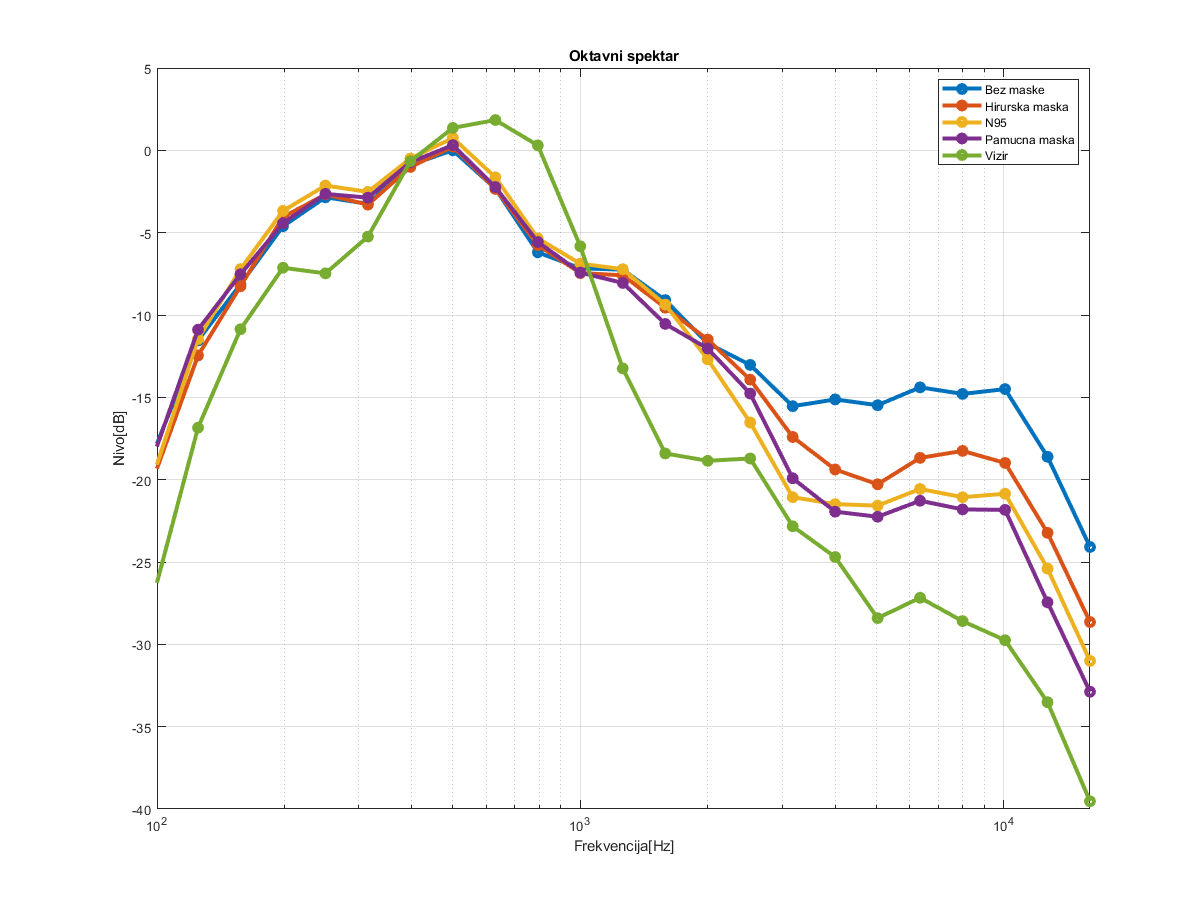 Oktavni spektar
Bez maske
Hirurska maska
N95
Pamucna maska
Vizir
5
0
-5
-10
-15
-20
-25
-30
-35
-40
Nivo[dB]
10^2
10^3
10^4
Frekvencija[Hz]